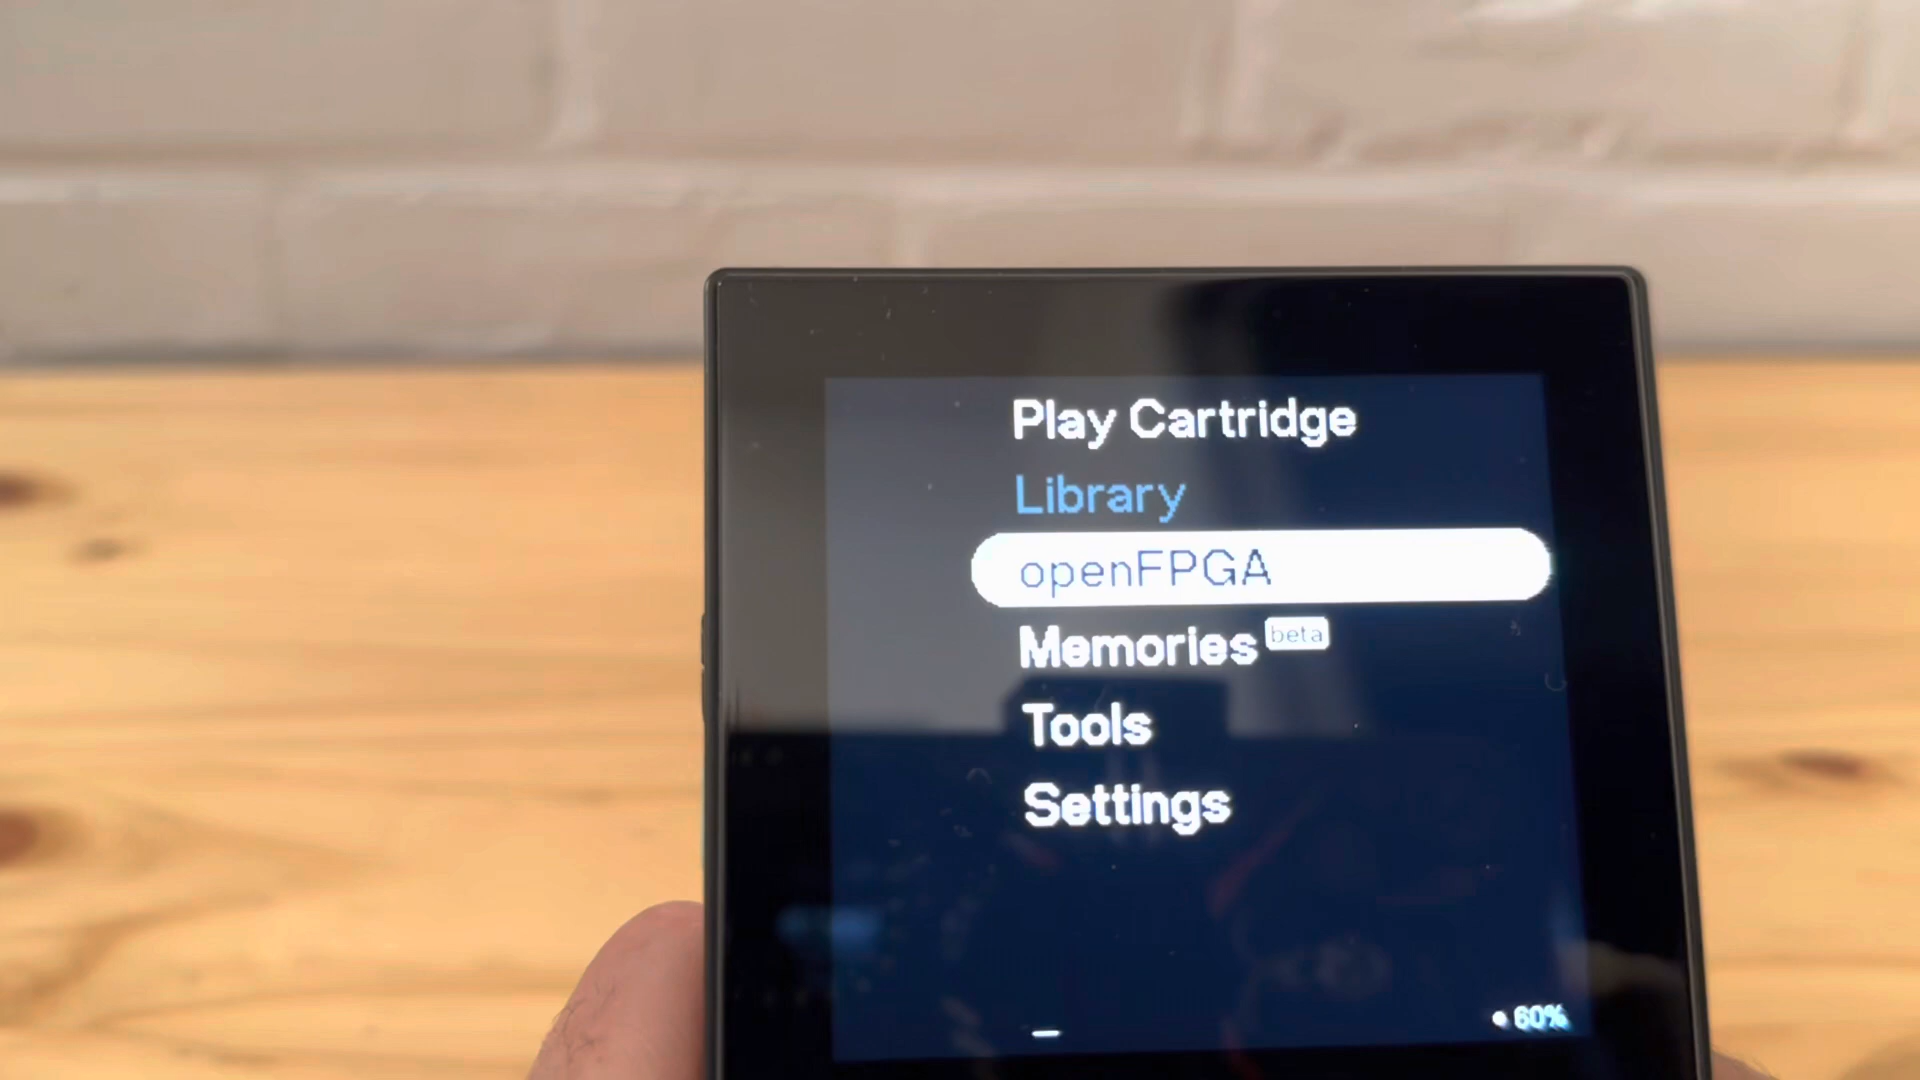 Play Cartridge
Library
openFPGA
Memories beta
Tools
Settings
60%